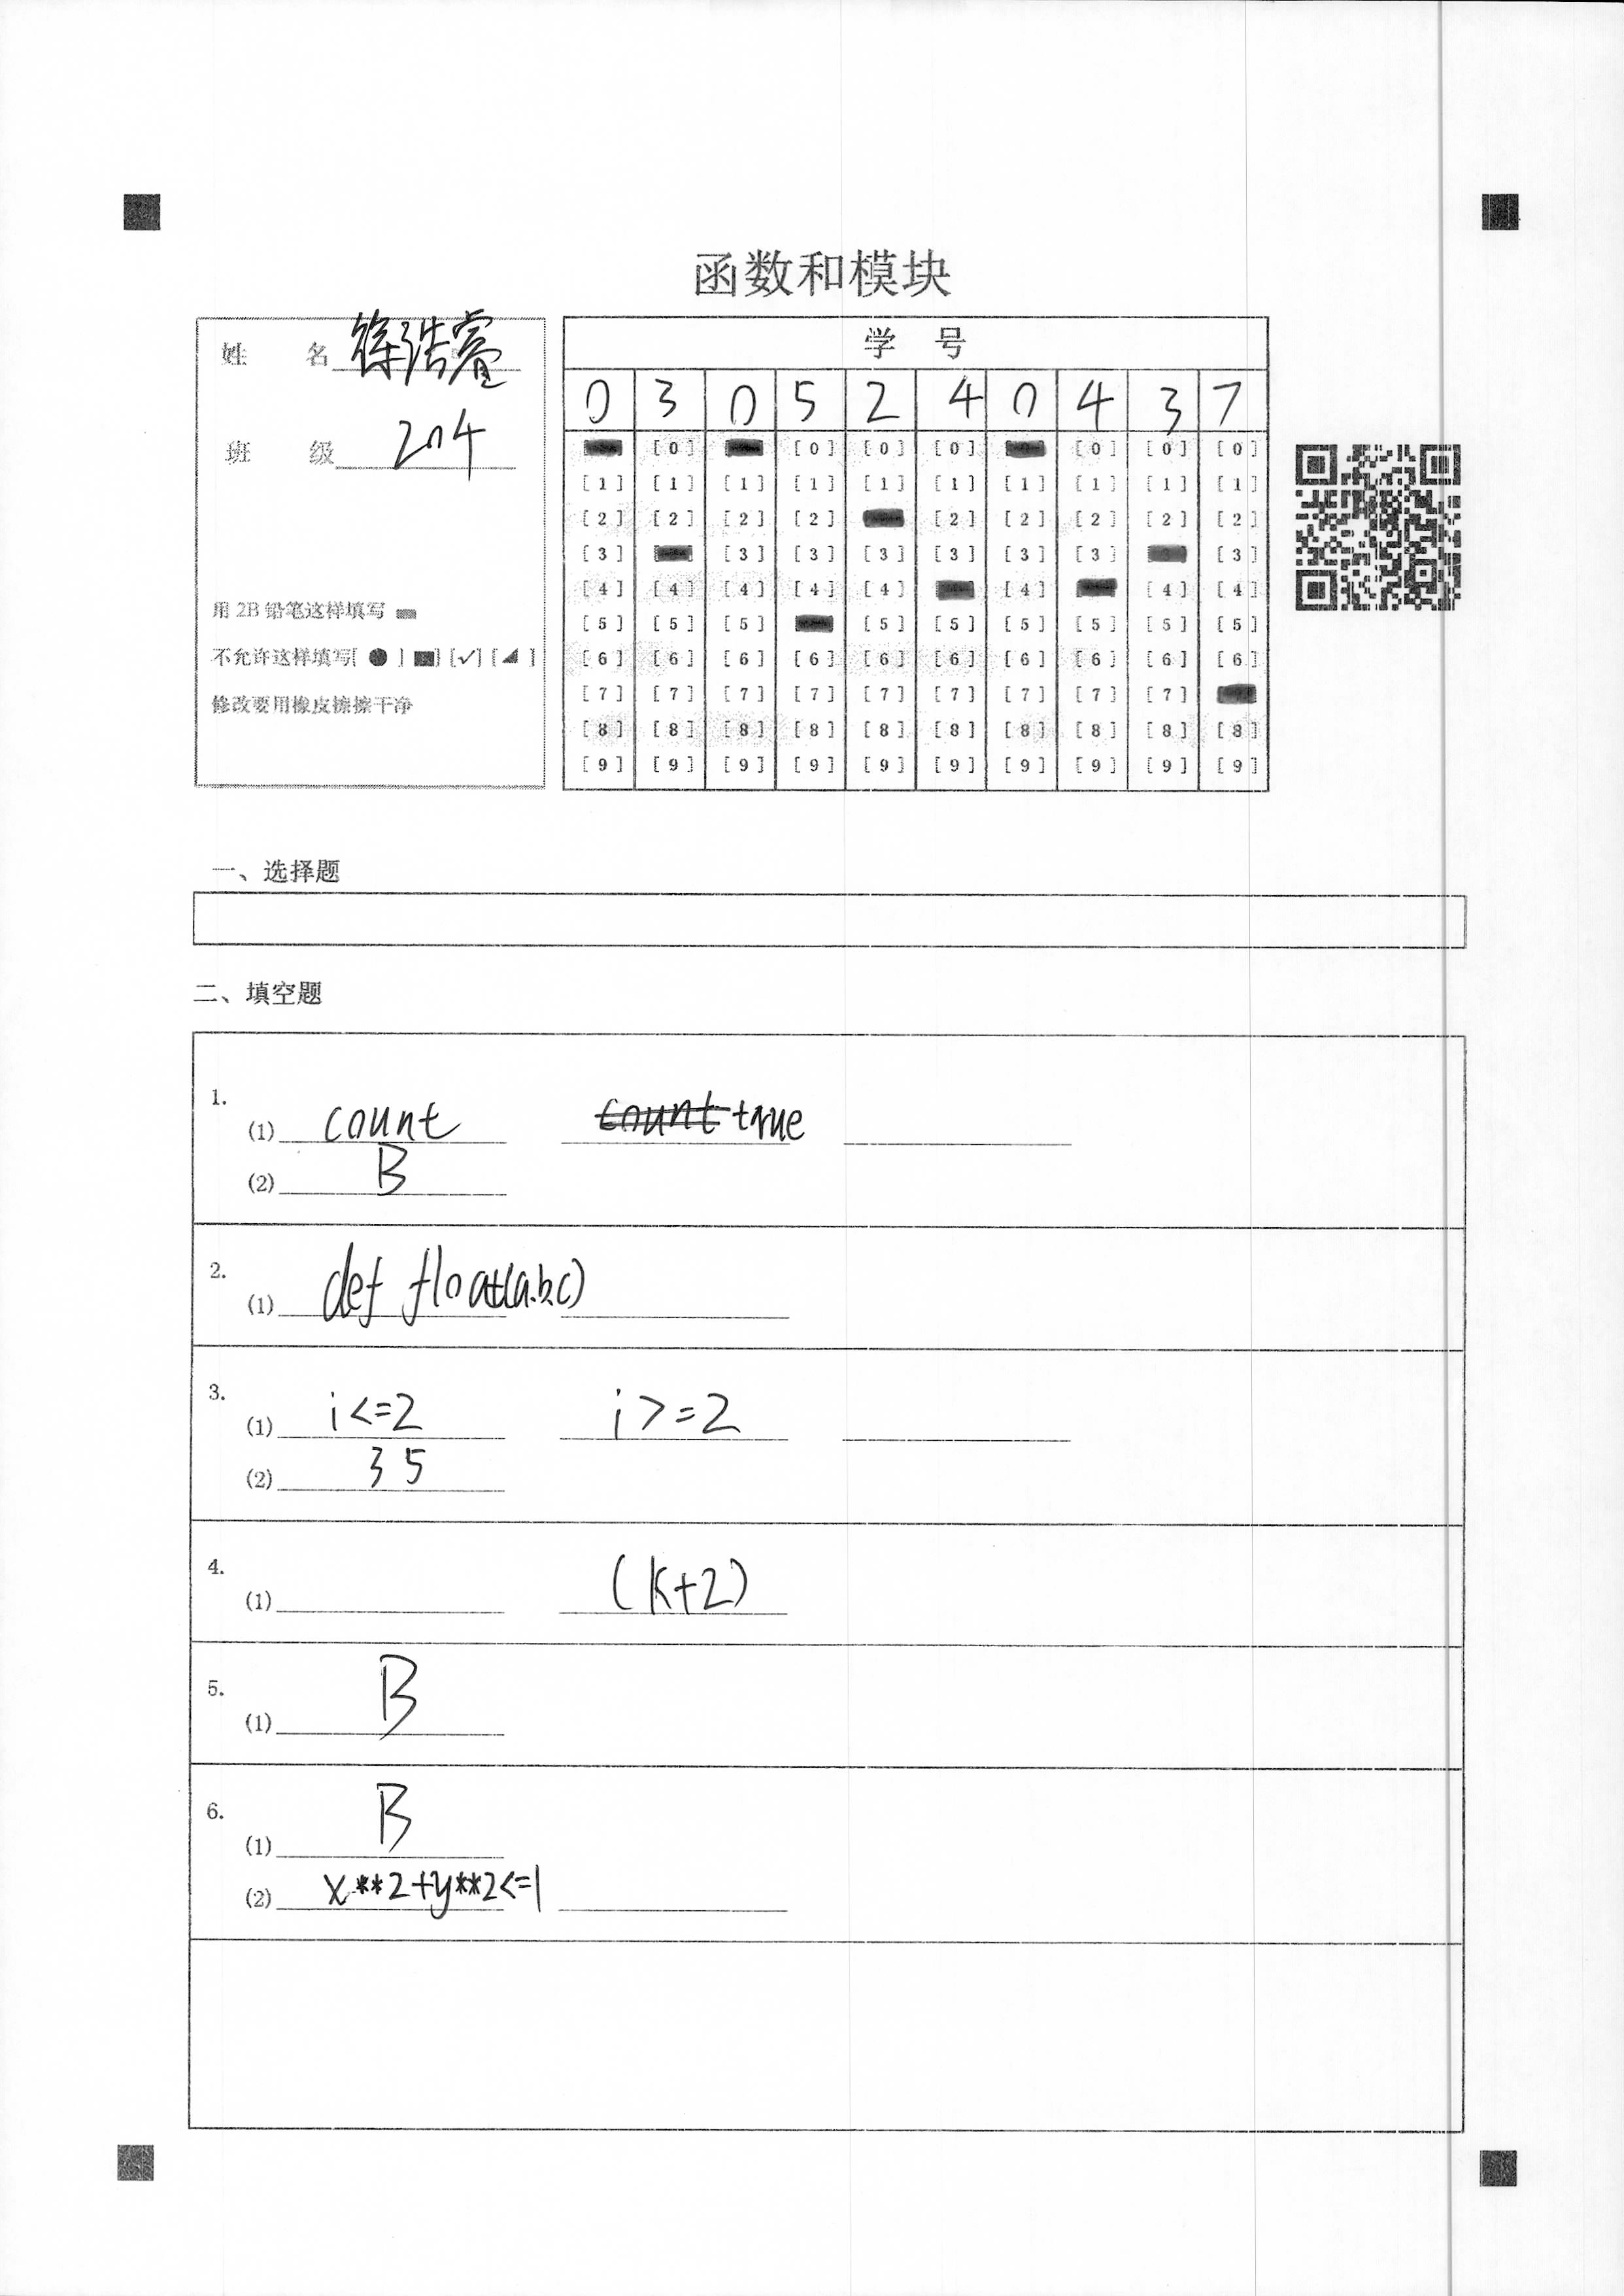 函数和模块
姓 名 徐浩睿
班 级 204
用 2B 铅笔这样填写
不允许这样填写[ ● ] [■] [✓] [◢ ]
修改要用橡皮擦擦干净
学 号
0 3 0 5 2 4 0 4 3 7
[0] [0] [0] [0] [0] [0] [0]
[1] [1] [1] [1] [1] [1] [1] [1] [1] [1]
[2] [2] [2] [2] [2] [2] [2] [2] [2]
[3] [3] [3] [3] [3] [3] [3] [3]
[4] [4] [4] [4] [4] [4] [4] [4]
[5] [5] [5] [5] [5] [5] [5] [5] [5]
[6] [6] [6] [6] [6] [6] [6] [6] [6] [6]
[7] [7] [7] [7] [7] [7] [7] [7] [7]
[8] [8] [8] [8] [8] [8] [8] [8] [8] [8]
[9] [9] [9] [9] [9] [9] [9] [9] [9] [9]
一、选择题
二、填空题
1.
(1) count count true
(2) B
2.
(1) def float(a.b.c)
3.
(1) i<=2 i>=2
(2) 3 5
4.
(1) (k+2)
5.
(1) B
6.
(1) B
(2) x**2+y**2<=1